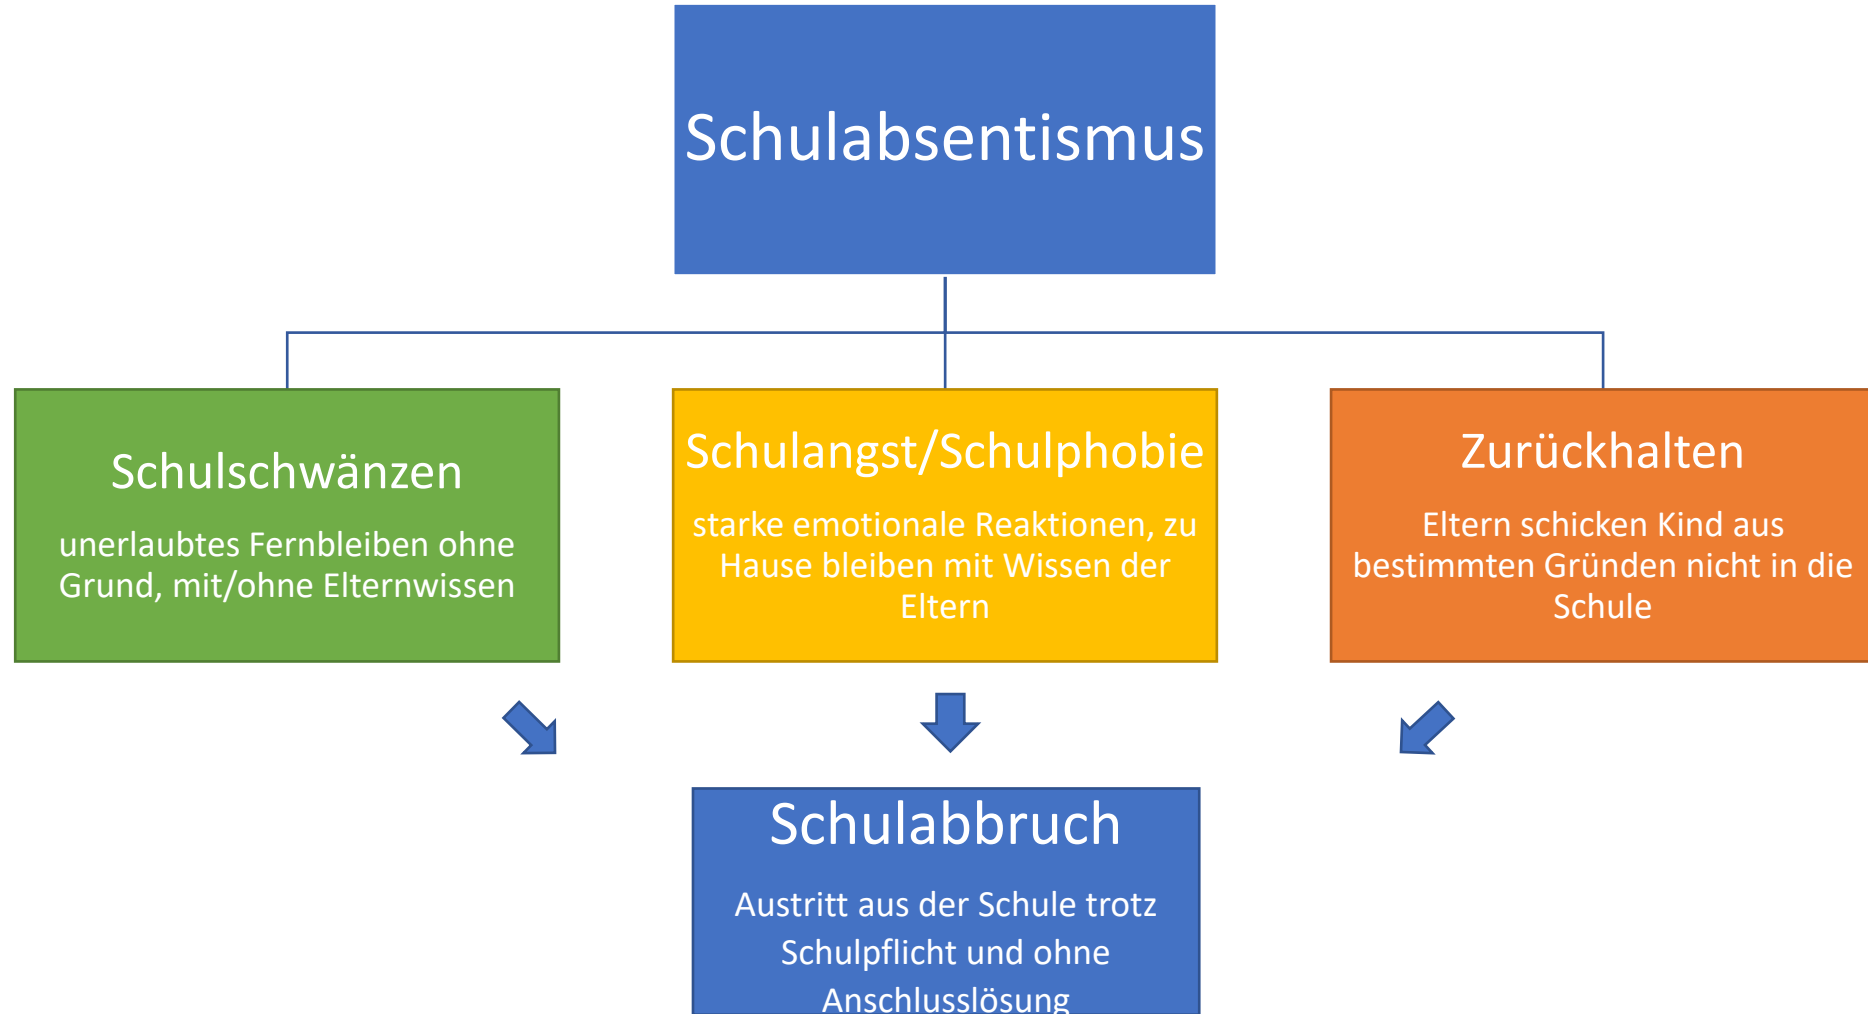 Schulabsentismus
Schulschwänzen
unerlaubtes Fernbleiben ohne
Grund, mit/ohne Elternwissen
Schulangst/Schulphobie
starke emotionale Reaktionen, zu
Hause bleiben mit Wissen der
Eltern
Zurückhalten
Eltern schicken Kind aus
bestimmten Gründen nicht in die
Schule
Schulabbruch
Austritt aus der Schule trotz
Schulpflicht und ohne
Anschlusslösung